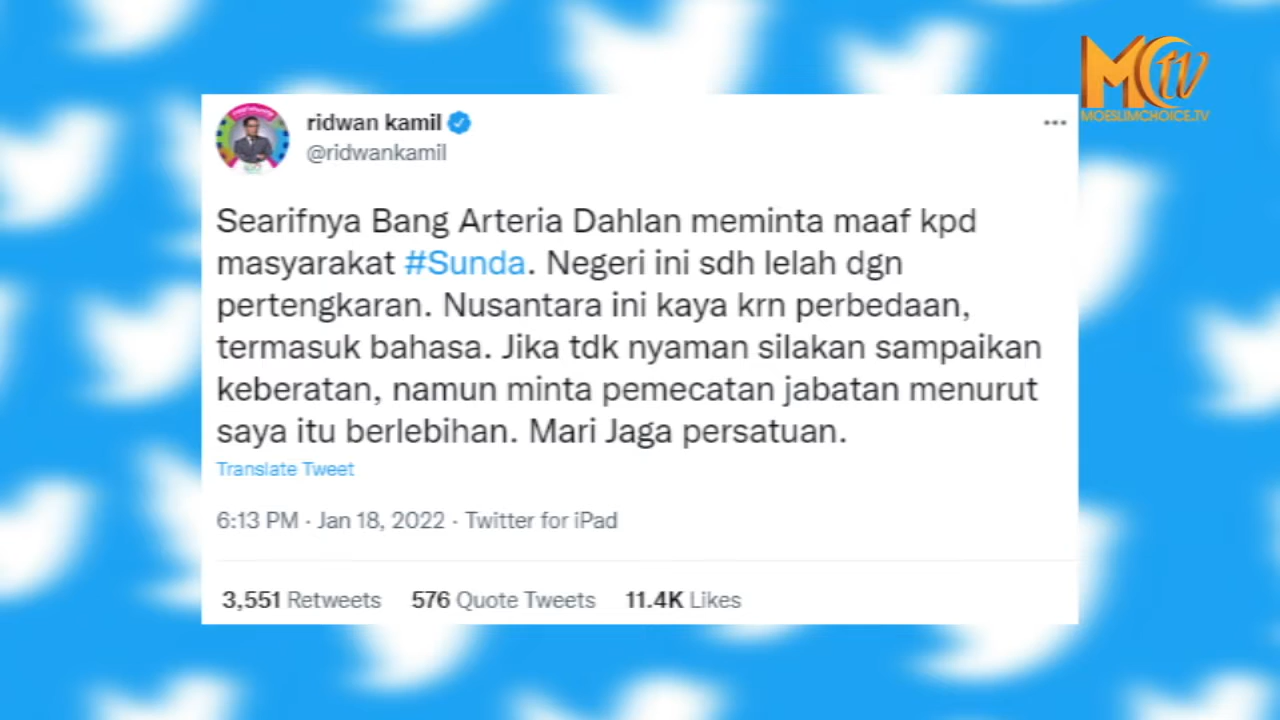 MCtv
MOESLIMCHOICE.TV
ridwan kamil
@ridwankamil
Searifnya Bang Arteria Dahlan meminta maaf kpd
masyarakat #Sunda. Negeri ini sdh lelah dgn
pertengkaran. Nusantara ini kaya krn perbedaan,
termasuk bahasa. Jika tdk nyaman silakan sampaikan
keberatan, namun minta pemecatan jabatan menurut
saya itu berlebihan. Mari Jaga persatuan.
Translate Tweet
6:13 PM · Jan 18, 2022 · Twitter for iPad
3,551 Retweets 576 Quote Tweets 11.4K Likes